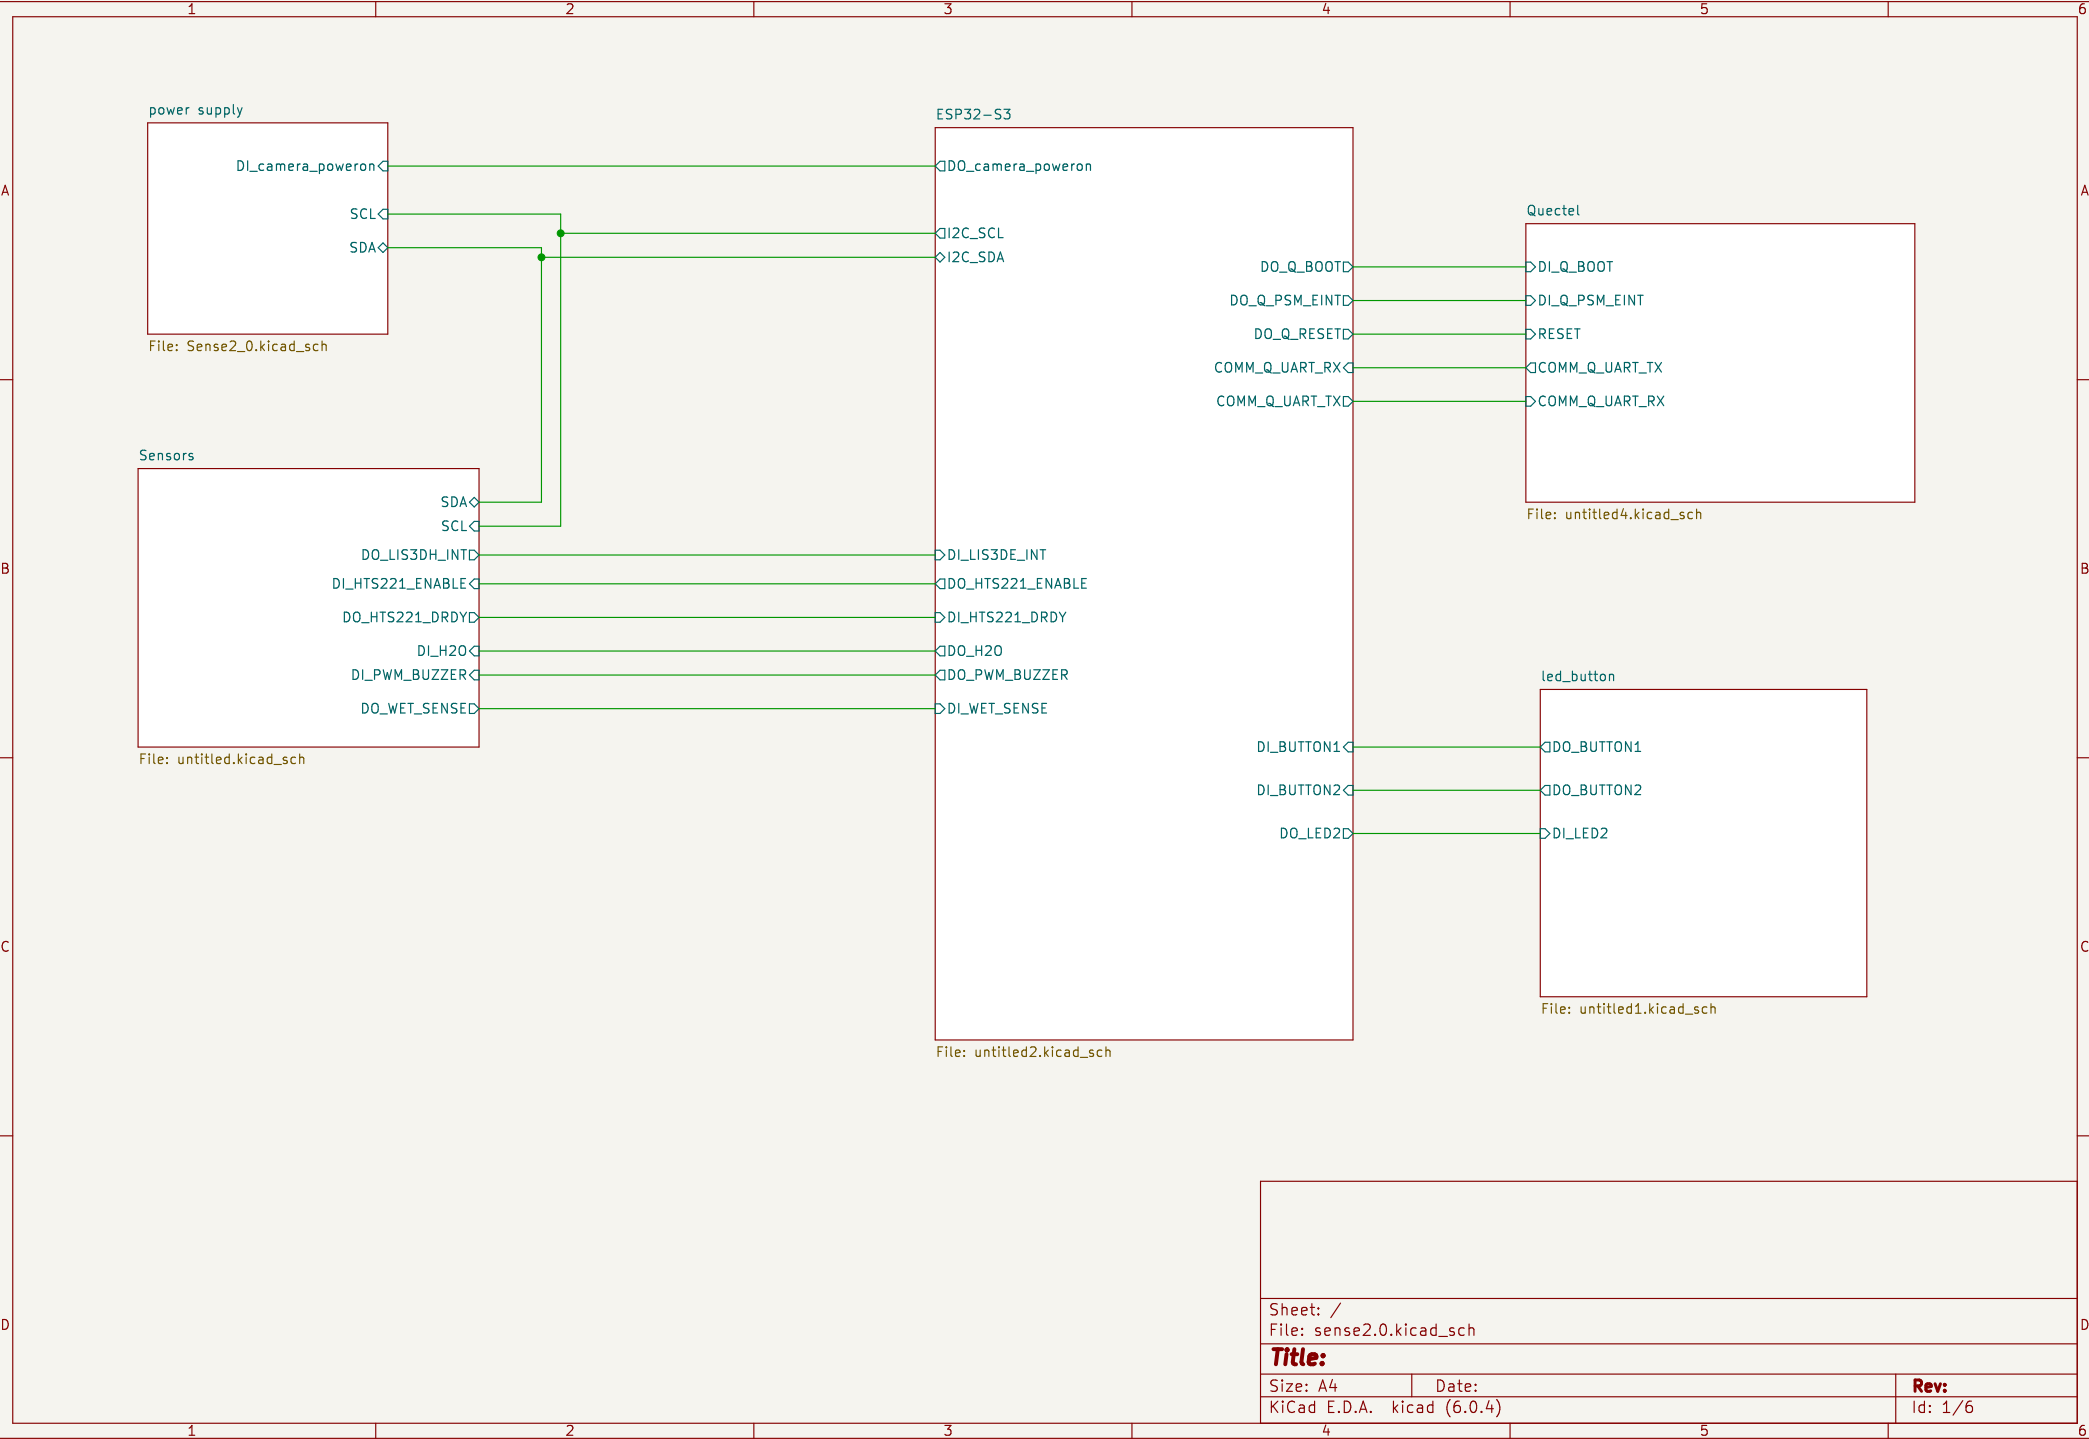 1 2 3 4 5 6
A
B
C
D
A
B
C
D
power supply
DI_camera_poweron
SCL
SDA
File: Sense2_0.kicad_sch
Sensors
SDA
SCL
DO_LIS3DH_INT
DI_HTS221_ENABLE
DO_HTS221_DRDY
DI_H2O
DI_PWM_BUZZER
DO_WET_SENSE
File: untitled.kicad_sch
ESP32-S3
DO_camera_poweron
I2C_SCL
I2C_SDA
DI_LIS3DE_INT
DO_HTS221_ENABLE
DI_HTS221_DRDY
DO_H2O
DO_PWM_BUZZER
DI_WET_SENSE
DO_Q_BOOT
DO_Q_PSM_EINT
DO_Q_RESET
COMM_Q_UART_RX
COMM_Q_UART_TX
DI_BUTTON1
DI_BUTTON2
DO_LED2
File: untitled2.kicad_sch
Quectel
DI_Q_BOOT
DI_Q_PSM_EINT
RESET
COMM_Q_UART_TX
COMM_Q_UART_RX
File: untitled4.kicad_sch
led_button
DO_BUTTON1
DO_BUTTON2
DI_LED2
File: untitled1.kicad_sch
Sheet: /
File: sense2.0.kicad_sch
Title:
Size: A4 Date: Rev:
KiCad E.D.A. kicad (6.0.4) Id: 1/6
1 2 3 4 5 6